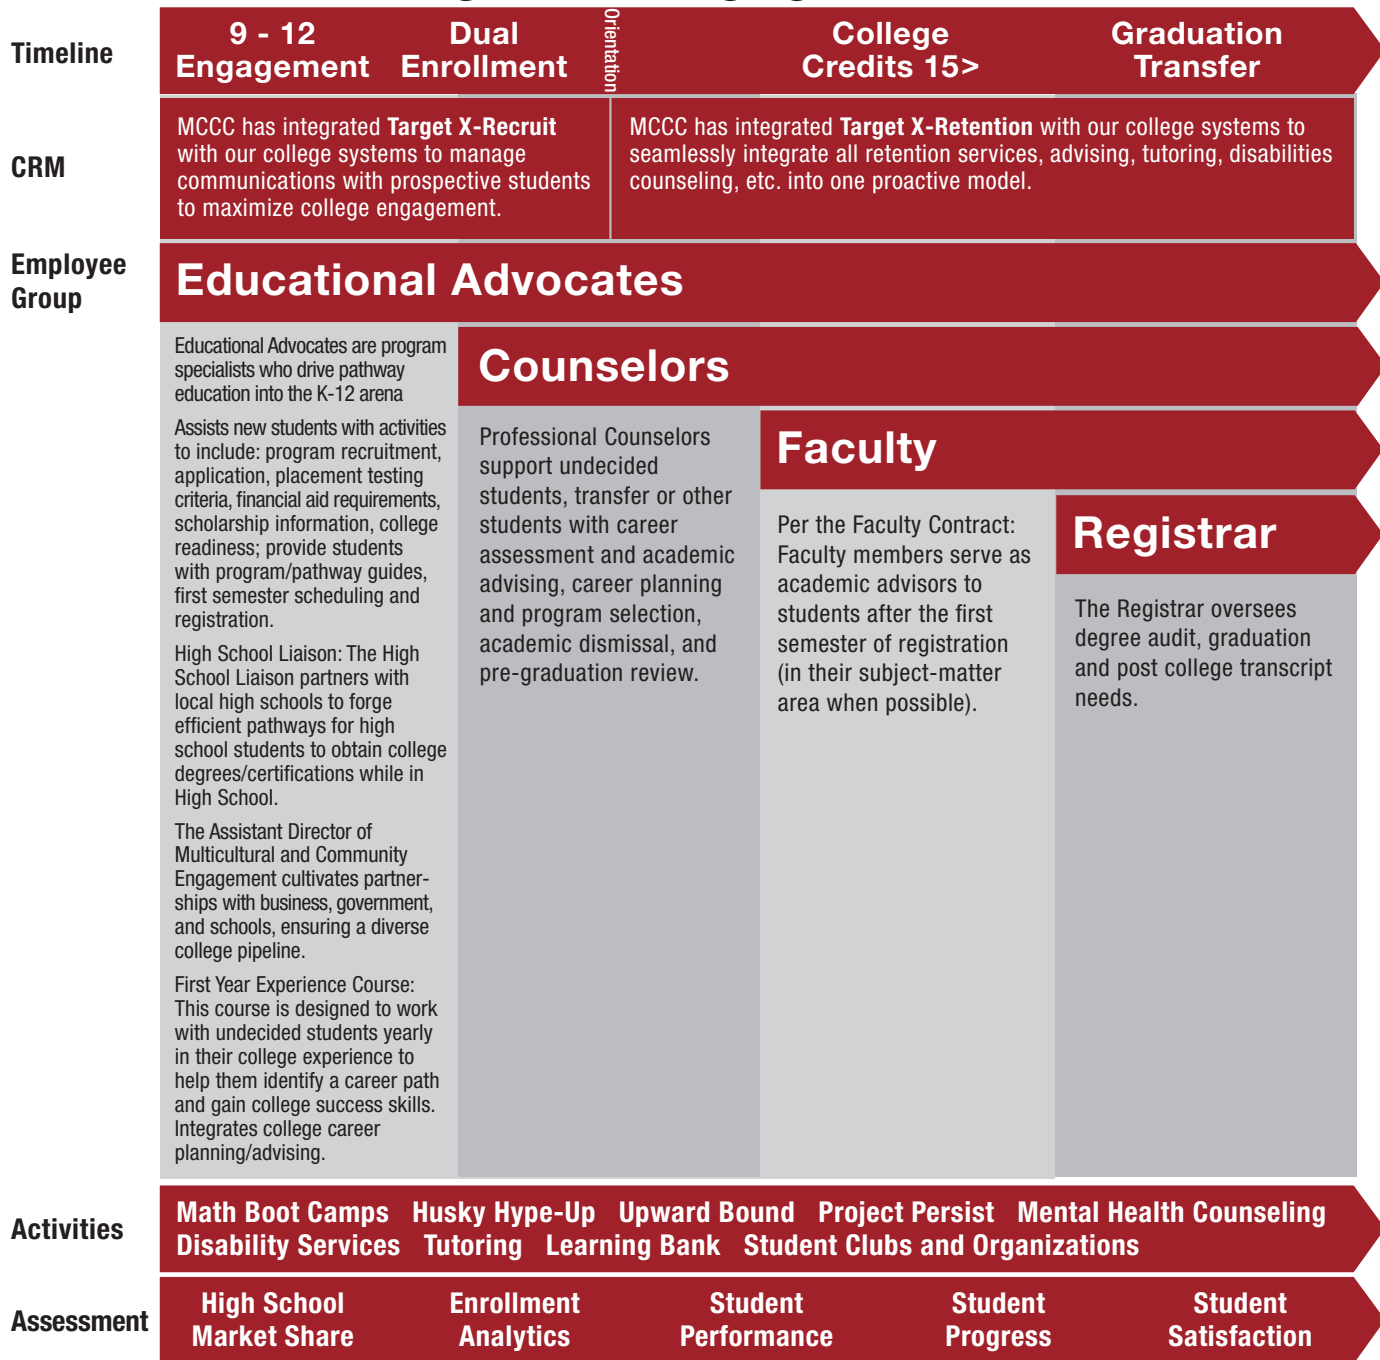 Timeline
9 - 12
Engagement
Dual
Enrollment
Orientation
College
Credits 15>
Graduation
Transfer
CRM
MCCC has integrated Target X-Recruit
with our college systems to manage
communications with prospective students
to maximize college engagement.
MCCC has integrated Target X-Retention with our college systems to
seamlessly integrate all retention services, advising, tutoring, disabilities
counseling, etc. into one proactive model.
Employee
Group
Educational Advocates
Educational Advocates are program
specialists who drive pathway
education into the K-12 arena
Assists new students with activities
to include: program recruitment,
application, placement testing
criteria, financial aid requirements,
scholarship information, college
readiness; provide students
with program/pathway guides,
first semester scheduling and
registration.
High School Liaison: The High
School Liaison partners with
local high schools to forge
efficient pathways for high
school students to obtain college
degrees/certifications while in
High School.
The Assistant Director of
Multicultural and Community
Engagement cultivates partner-
ships with business, government,
and schools, ensuring a diverse
college pipeline.
First Year Experience Course:
This course is designed to work
with undecided students yearly
in their college experience to
help them identify a career path
and gain college success skills.
Integrates college career
planning/advising.
Counselors
Professional Counselors
support undecided
students, transfer or other
students with career
assessment and academic
advising, career planning
and program selection,
academic dismissal, and
pre-graduation review.
Faculty
Per the Faculty Contract:
Faculty members serve as
academic advisors to
students after the first
semester of registration
(in their subject-matter
area when possible).
Registrar
The Registrar oversees
degree audit, graduation
and post college transcript
needs.
Activities
Math Boot Camps Husky Hype-Up Upward Bound Project Persist Mental Health Counseling
Disability Services Tutoring Learning Bank Student Clubs and Organizations
Assessment
High School
Market Share
Enrollment
Analytics
Student
Performance
Student
Progress
Student
Satisfaction